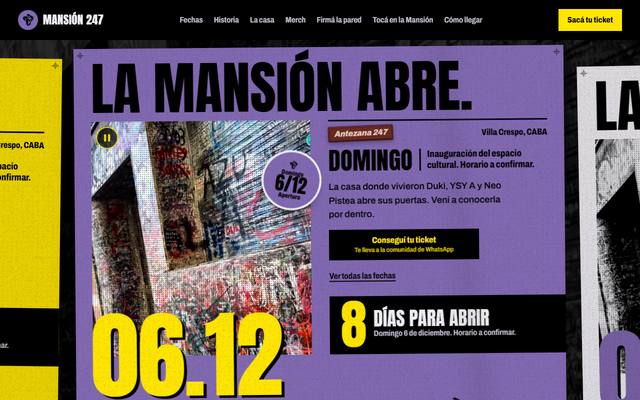 MANSIÓN 247
Fechas Historia La casa Merch Firmá la pared Tocá en la Mansión Cómo llegar
Sacá tu ticket
LA MANSIÓN ABRE.
Antezana 247
Villa Crespo, CABA
DOMINGO
Inauguración del espacio
cultural. Horario a confirmar.
La casa donde vivieron Duki, YSY A y Neo
Pistea abre sus puertas. Vení a conocerla
por dentro.
Conseguí tu ticket
Te lleva a la comunidad de WhatsApp
Ver todas las fechas
8 DÍAS PARA ABRIR
Domingo 6 de diciembre. Horario a confirmar.
Domingo
6/12
Apertura
06.12
respo, CABA
pacio
onfirmar.
mar.
LA
0